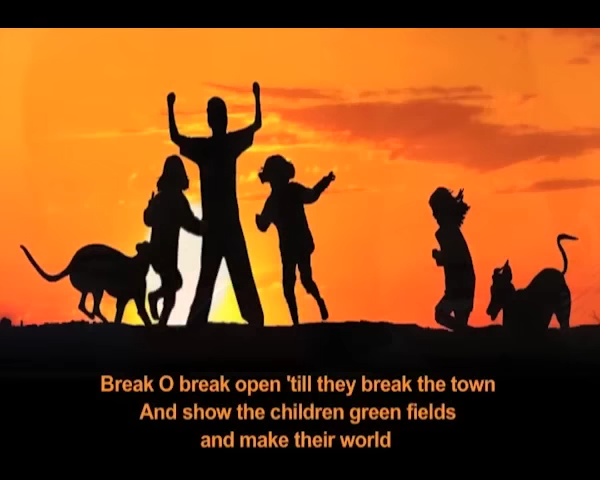 Break O break open 'till they break the town
And show the children green fields
and make their world